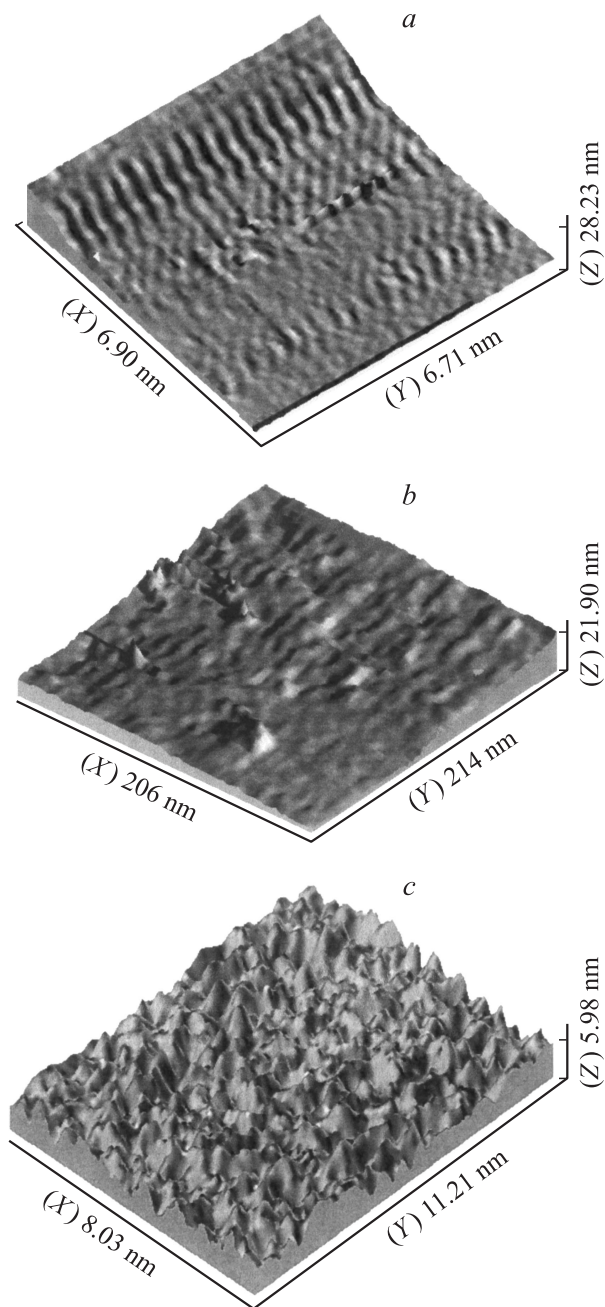 a
(Z) 28.23 nm
(X) 6.90 nm
(Y) 6.71 nm
b
(Z) 21.90 nm
(X) 206 nm
(Y) 214 nm
c
(Z) 5.98 nm
(X) 8.03 nm
(Y) 11.21 nm